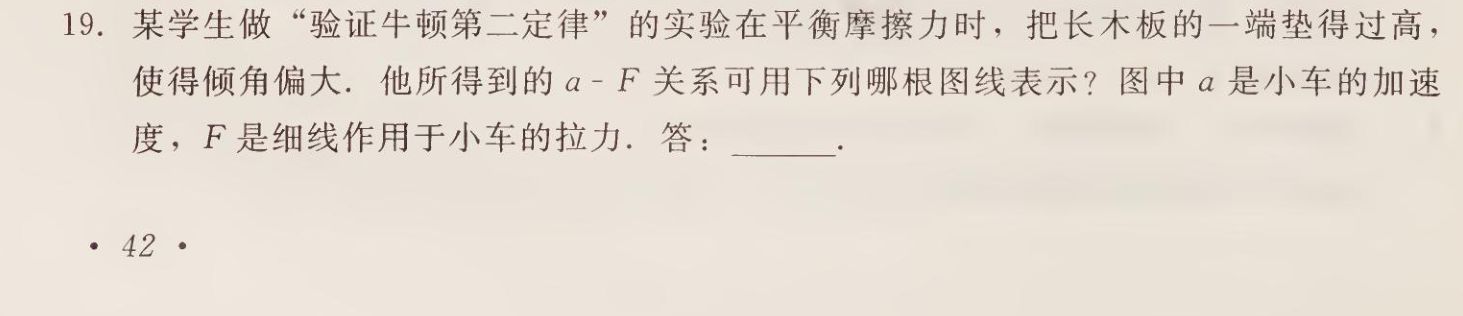 19. 某学生做“验证牛顿第二定律”的实验在平衡摩擦力时，把长木板的一端垫得过高，
使得倾角偏大. 他所得到的 a - F 关系可用下列哪根图线表示？图中 a 是小车的加速
度，F 是细线作用于小车的拉力. 答：______.
· 42 ·